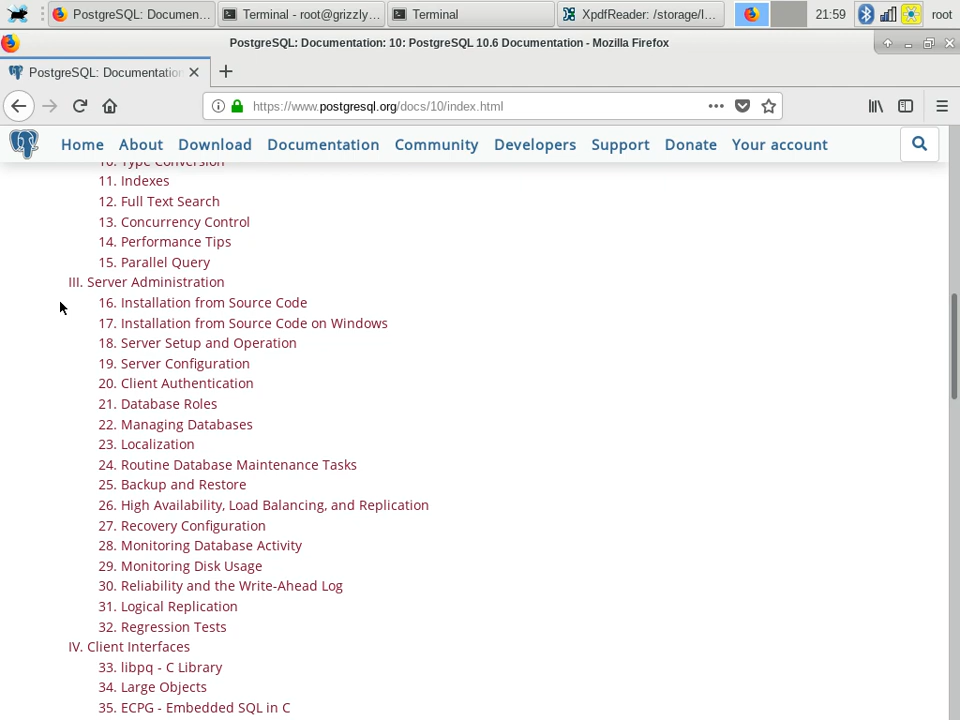 PostgreSQL: Documen... Terminal - root@grizzly... Terminal XpdfReader: /storage/l... 21:59 root
PostgreSQL: Documentation: 10: PostgreSQL 10.6 Documentation - Mozilla Firefox
PostgreSQL: Documentation
https://www.postgresql.org/docs/10/index.html
Home About Download Documentation Community Developers Support Donate Your account
10. Type Conversion
11. Indexes
12. Full Text Search
13. Concurrency Control
14. Performance Tips
15. Parallel Query
III. Server Administration
16. Installation from Source Code
17. Installation from Source Code on Windows
18. Server Setup and Operation
19. Server Configuration
20. Client Authentication
21. Database Roles
22. Managing Databases
23. Localization
24. Routine Database Maintenance Tasks
25. Backup and Restore
26. High Availability, Load Balancing, and Replication
27. Recovery Configuration
28. Monitoring Database Activity
29. Monitoring Disk Usage
30. Reliability and the Write-Ahead Log
31. Logical Replication
32. Regression Tests
IV. Client Interfaces
33. libpq - C Library
34. Large Objects
35. ECPG - Embedded SQL in C